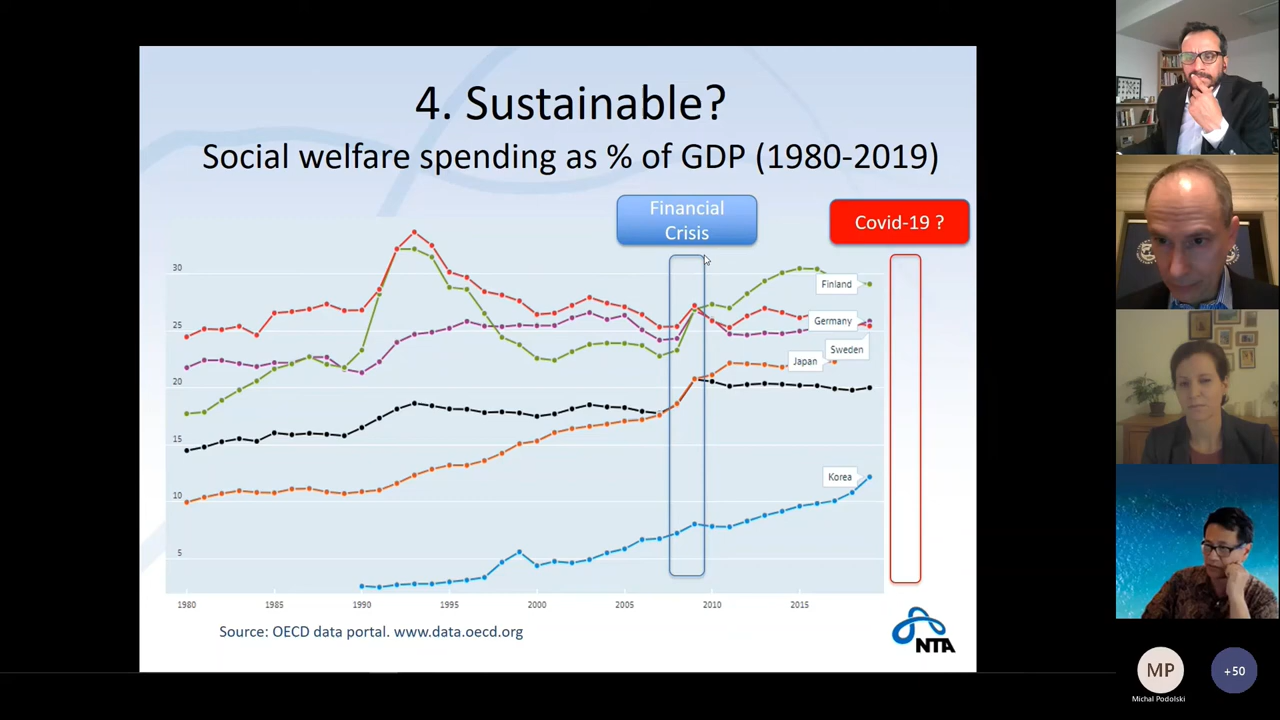 4. Sustainable?
Social welfare spending as % of GDP (1980-2019)
Financial
Crisis
Covid-19 ?
30
25
20
15
10
5
Finland
Germany
Sweden
Japan
Korea
1980
1985
1990
1995
2000
2005
2010
2015
Source: OECD data portal. www.data.oecd.org
NTA
MP
+50
Michal Podolski